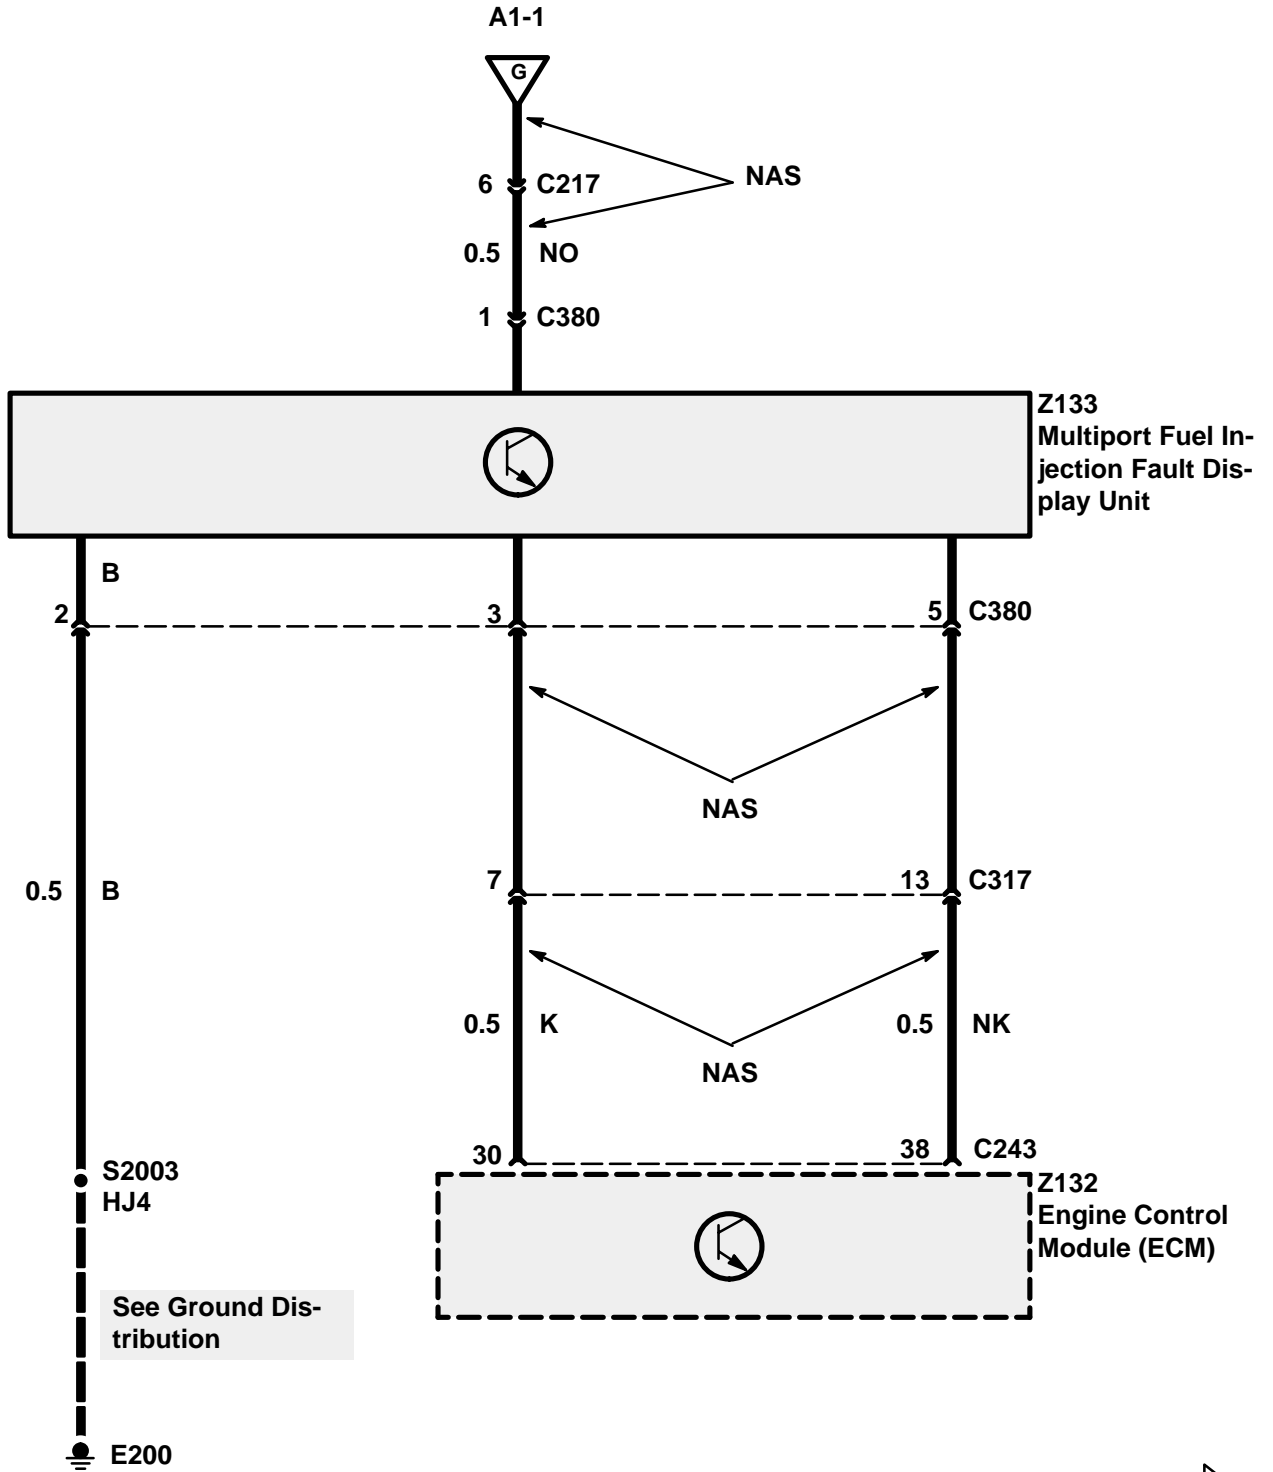 A1-1
G
NAS
6 C217
0.5 NO
1 C380
Z133
Multiport Fuel In-
jection Fault Dis-
play Unit
B
2 3 5 C380
NAS
7 13 C317
0.5 B
0.5 K 0.5 NK
NAS
30 38 C243
S2003
HJ4
Z132
Engine Control
Module (ECM)
See Ground Dis-
tribution
E200